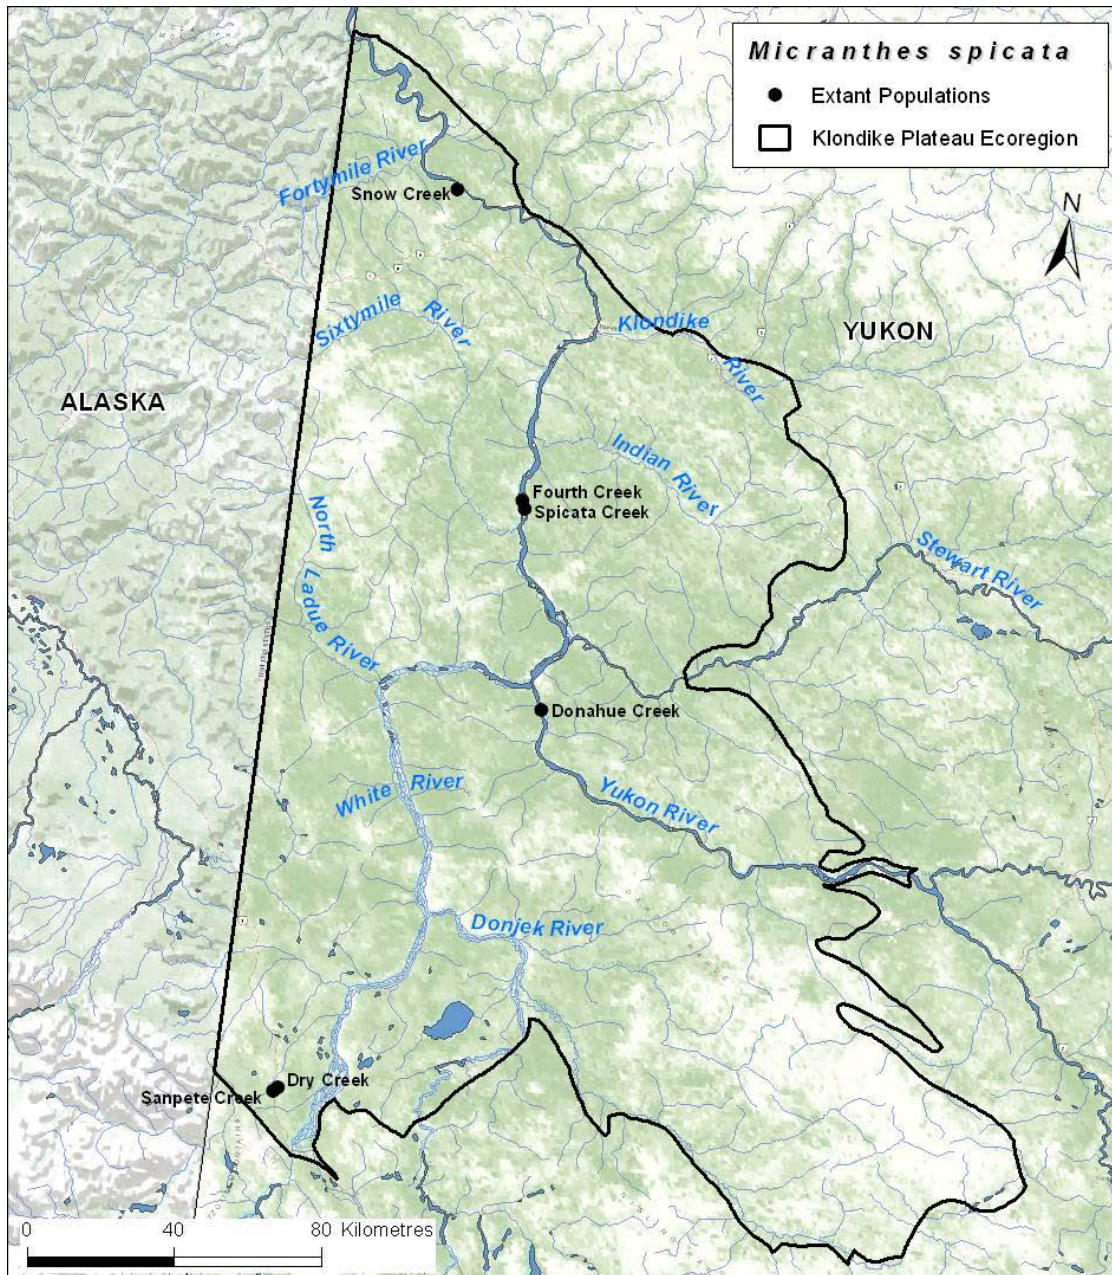 Micranthes spicata
Extant Populations
Klondike Plateau Ecoregion
N
Fortymile River
Snow Creek
Sixtymile River
Klondike River
YUKON
ALASKA
Indian River
Fourth Creek
Spicata Creek
North Ladue River
Stewart River
Donahue Creek
White River
Yukon River
Donjek River
Dry Creek
Sanpete Creek
0 40 80 Kilometres